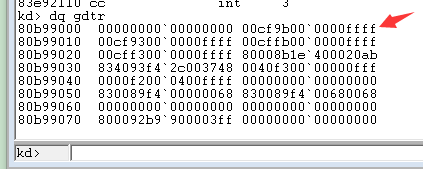 83e92110 cc              int     3
kd> dq gdtr
80b99000  00000000`00000000 00cf9b00`0000ffff
80b99010  00cf9300`0000ffff 00cffb00`0000ffff
80b99020  00cff300`0000ffff 80008b1e`400020ab
80b99030  834093f4`2c003748 0040f300`00000fff
80b99040  0000f200`0400ffff 00000000`00000000
80b99050  830089f4`00000068 830089f4`00680068
80b99060  00000000`00000000 00000000`00000000
80b99070  800092b9`900003ff 00000000`00000000
kd>